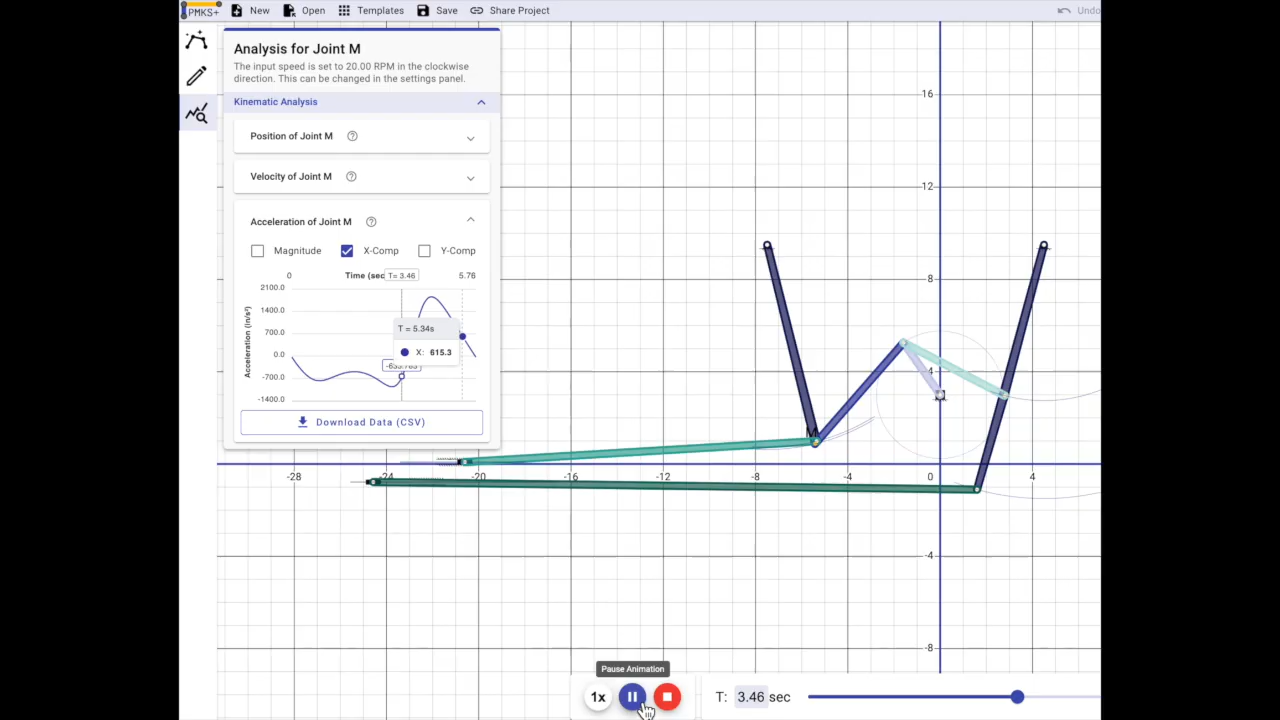 PMKS+ New Open Templates Save Share Project Undo
Analysis for Joint M
The input speed is set to 20.00 RPM in the clockwise
direction. This can be changed in the settings panel.
Kinematic Analysis
Position of Joint M ?
Velocity of Joint M ?
Acceleration of Joint M ?
Magnitude X-Comp Y-Comp
0 Time (sec T= 3.46 5.76
2100.0
1400.0
700.0
0.0
-700.0
-1400.0
Acceleration (in/s²)
T = 5.34s
X: 615.3
Download Data (CSV)
16
12
8
4
-28 -24 -20 -16 -12 -8 -4 0 4
-4
-8
M
Pause Animation
1x T: 3.46 sec